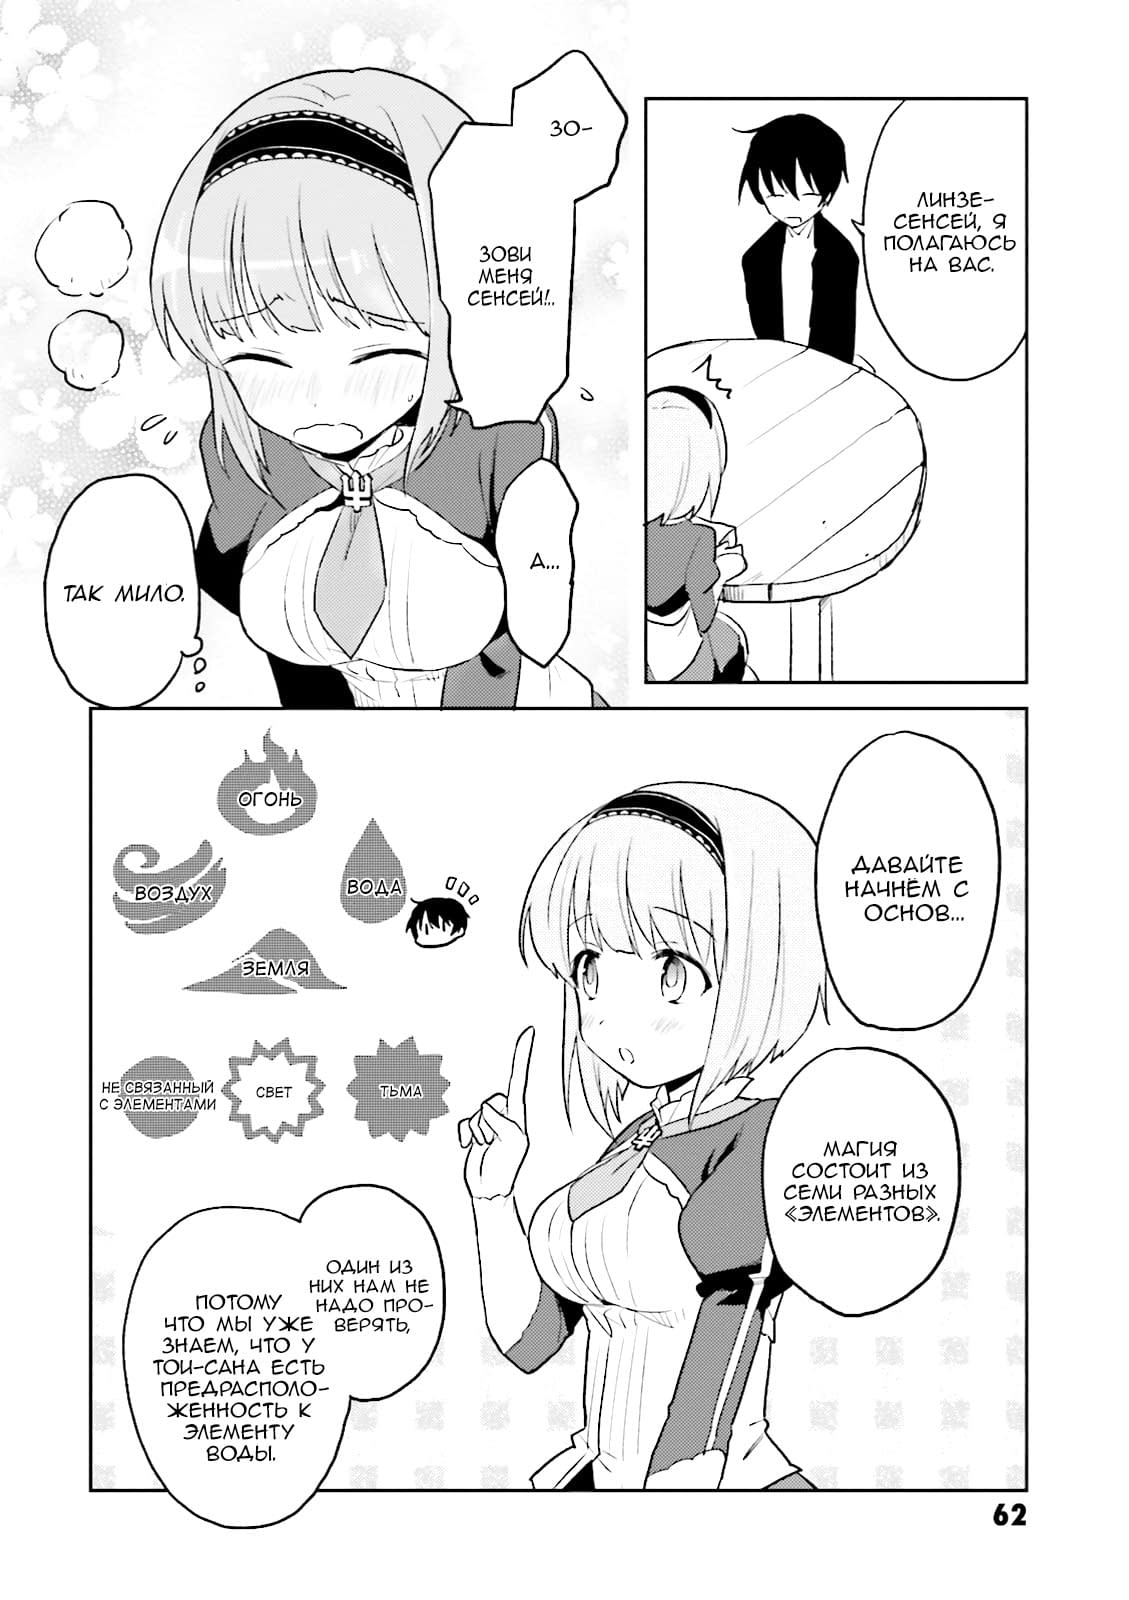 ЛИНЗЕ-
СЕНСЕЙ, Я
ПОЛАГАЮСЬ
НА ВАС.
ЗО-
ЗОВИ
МЕНЯ
СЕНСЕЙ!..
А...
ТАК МИЛО.
ДАВАЙТЕ
НАЧНЁМ С
ОСНОВ...
МАГИЯ
СОСТОИТ ИЗ
СЕМИ РАЗНЫХ
《ЭЛЕМЕНТОВ》.
ОГОНЬ
ВОЗДУХ
ВОДА
ЗЕМЛЯ
НЕ СВЯЗАННЫЙ
С ЭЛЕМЕНТАМИ
СВЕТ
ТЬМА
ОДИН ИЗ
НИХ НАМ НЕ
НАДО ПРО-
ВЕРЯТЬ,
ПОТОМУ
ЧТО МЫ УЖЕ
ЗНАЕМ, ЧТО У
ТОИ-САНА ЕСТЬ
ПРЕДРАСПОЛО-
ЖЕННОСТЬ К
ЭЛЕМЕНТУ
ВОДЫ.
62